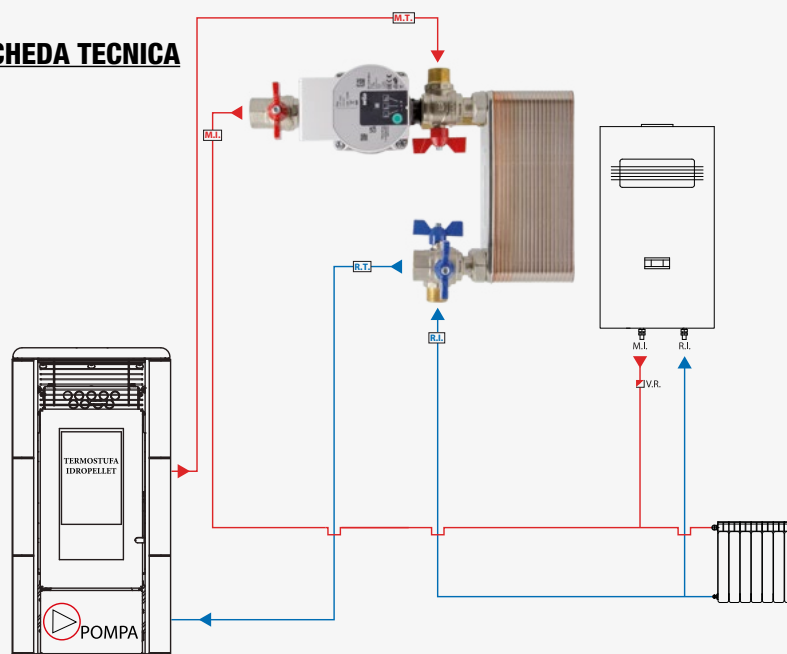 CHEDA TECNICA
M.T.
M.I.
R.T.
R.I.
M.I.
R.I.
V.R.
TERMOSTUFA
IDROPELLET
POMPA